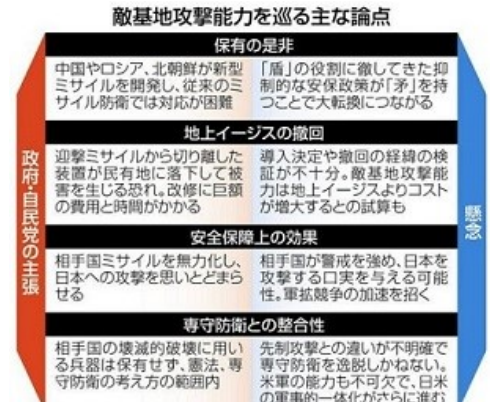 敵基地攻撃能力を巡る主な論点
政府・自民党の主張
懸念
保有の是非
中国やロシア、北朝鮮が新型
ミサイルを開発し、従来のミ
サイル防衛では対応が困難
「盾」の役割に徹してきた抑
制的な安保政策が「矛」を持
つことで大転換につながる
地上イージスの撤回
迎撃ミサイルから切り離した
装置が民有地に落下して被
害を生じる恐れ。改修に巨額
の費用と時間がかかる
導入決定や撤回の経緯の検
証が不十分。敵基地攻撃能
力は地上イージスよりコスト
が増大するとの試算も
安全保障上の効果
相手国ミサイルを無力化し、
日本への攻撃を思いとどまら
せる
相手国が警戒を強め、日本を
攻撃する口実を与える可能
性。軍拡競争の加速を招く
専守防衛との整合性
相手国の壊滅的破壊に用い
る兵器は保有せず、憲法、専
守防衛の考え方の範囲内
先制攻撃との違いが不明確で
専守防衛を逸脱しかねない。
米軍の能力も不可欠で、日米
の軍事的一体化がさらに進む